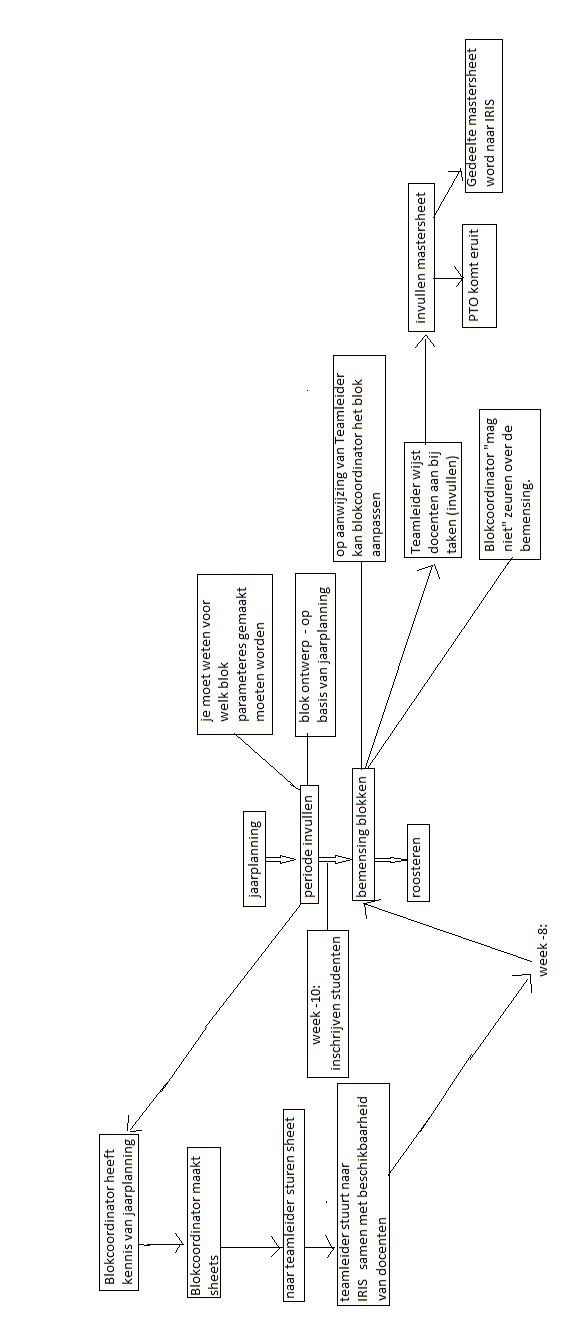 Blokcoordinator heeft
kennis van jaarplanning
Blokcoordinator maakt
sheets
naar teamleider sturen sheet
teamleider stuurt naar
IRIS samen met beschikbaarheid
van docenten
week -10:
inschrijven studenten
week -8:
jaarplanning
periode invullen
bemensing blokken
roosteren
je moet weten voor
welk blok
parameteres gemaakt
moeten worden
blok ontwerp - op
basis van jaarplanning
op aanwijzing van Teamleider
kan blokcoordinator het blok
aanpassen
Teamleider wijst
docenten aan bij
taken (invullen)
Blokcoordinator "mag
niet" zeuren over de
bemensing.
invullen mastersheet
PTO komt eruit
Gedeelte mastersheet
word naar IRIS